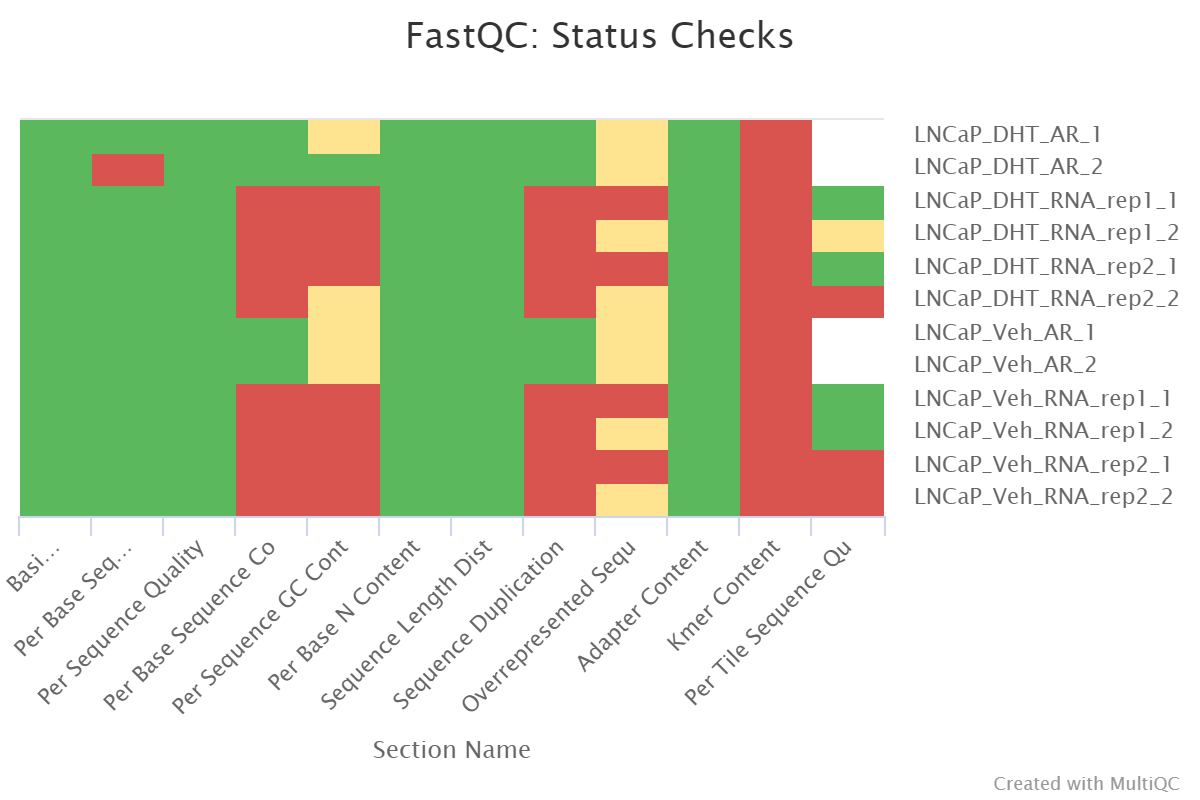 FastQC: Status Checks
LNCaP_DHT_AR_1
LNCaP_DHT_AR_2
LNCaP_DHT_RNA_rep1_1
LNCaP_DHT_RNA_rep1_2
LNCaP_DHT_RNA_rep2_1
LNCaP_DHT_RNA_rep2_2
LNCaP_Veh_AR_1
LNCaP_Veh_AR_2
LNCaP_Veh_RNA_rep1_1
LNCaP_Veh_RNA_rep1_2
LNCaP_Veh_RNA_rep2_1
LNCaP_Veh_RNA_rep2_2
Basi...
Per Base Seq...
Per Sequence Quality
Per Base Sequence Co
Per Sequence GC Cont
Per Base N Content
Sequence Length Dist
Sequence Duplication
Overrepresented Sequ
Adapter Content
Kmer Content
Per Tile Sequence Qu
Section Name
Created with MultiQC